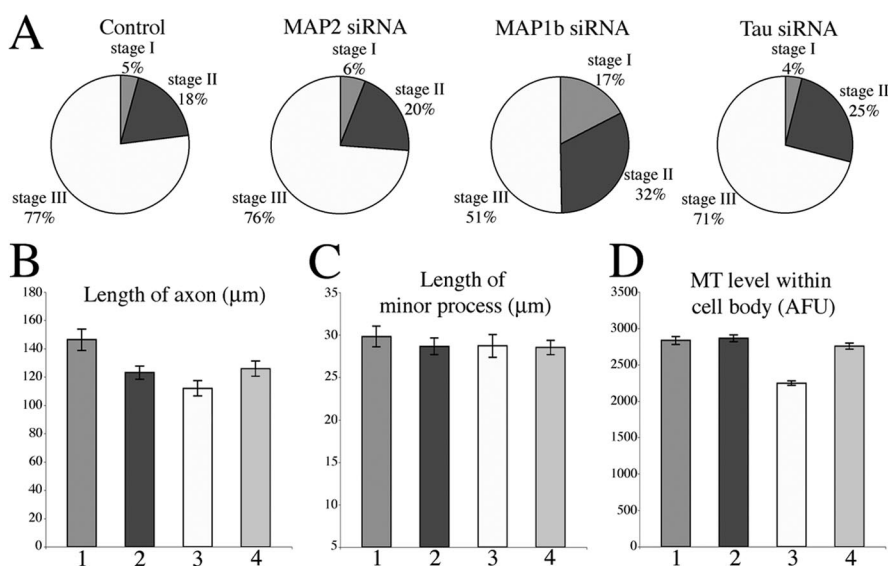 A
Control
stage I
5%
stage II
18%
stage III
77%
MAP2 siRNA
stage I
6%
stage II
20%
stage III
76%
MAP1b siRNA
stage I
17%
stage II
32%
stage III
51%
Tau siRNA
stage I
4%
stage II
25%
stage III
71%
B
Length of axon (μm)
180
160
140
120
100
80
60
40
20
0
1 2 3 4
C
Length of
minor process (μm)
35
30
25
20
15
10
5
1 2 3 4
D
MT level within
cell body (AFU)
3500
3000
2500
2000
1500
1000
500
0
1 2 3 4